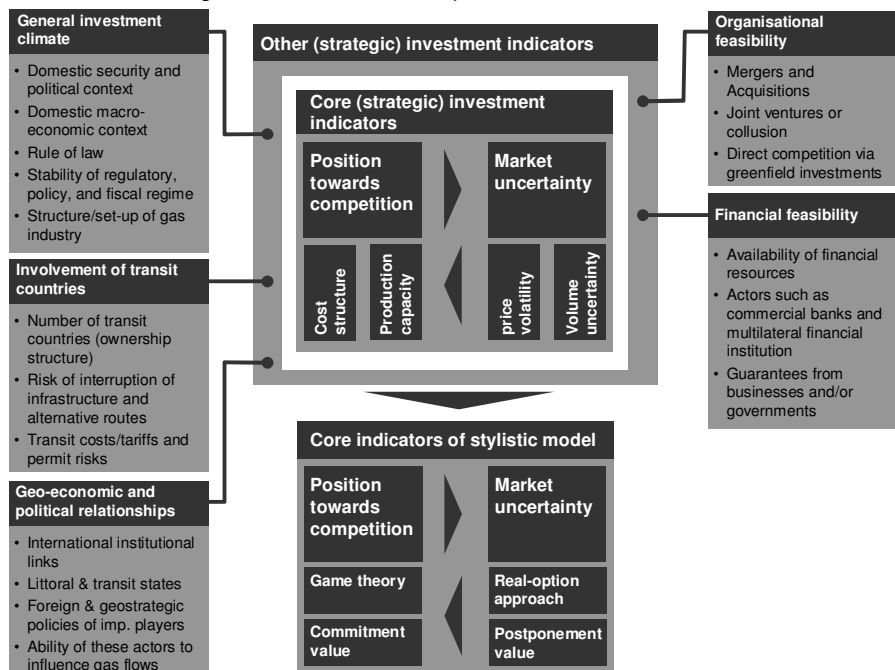 General investment
climate
• Domestic security and
political context
• Domestic macro-
economic context
• Rule of law
• Stability of regulatory,
policy, and fiscal regime
• Structure/set-up of gas
industry
Involvement of transit
countries
• Number of transit
countries (ownership
structure)
• Risk of interruption of
infrastructure and
alternative routes
• Transit costs/tariffs and
permit risks
Geo-economic and
political relationships
• International institutional
links
• Littoral & transit states
• Foreign & geostrategic
policies of imp. players
• Ability of these actors to
influence gas flows
Other (strategic) investment indicators
Core (strategic) investment
indicators
Position
towards
competition
Market
uncertainty
Cost
structure
Production
capacity
price
volatility
Volume
uncertainty
Core indicators of stylistic model
Position
towards
competition
Market
uncertainty
Game theory
Real-option
approach
Commitment
value
Postponement
value
Organisational
feasibility
• Mergers and
Acquisitions
• Joint ventures or
collusion
• Direct competition via
greenfield investments
Financial feasibility
• Availability of financial
resources
• Actors such as
commercial banks and
multilateral financial
institution
• Guarantees from
businesses and/or
governments